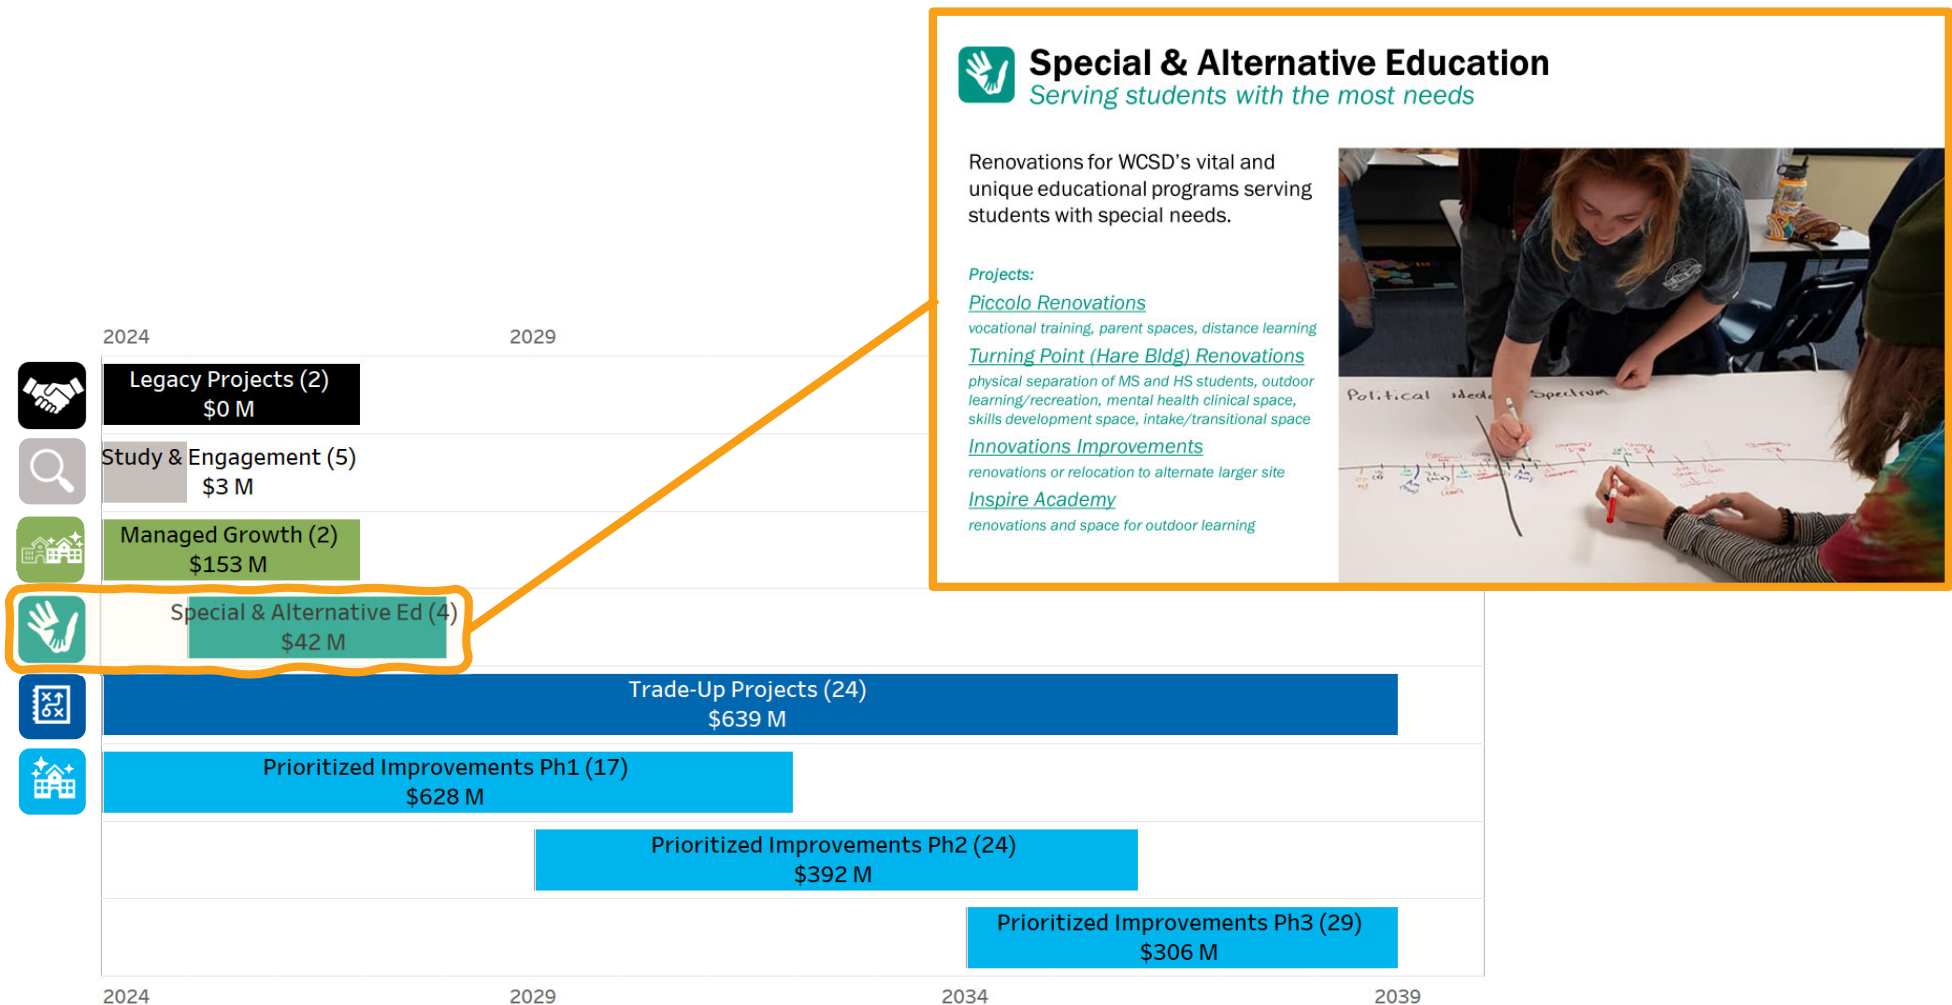 Special & Alternative Education
Serving students with the most needs
Renovations for WCSD's vital and
unique educational programs serving
students with special needs.
Projects:
Piccolo Renovations
vocational training, parent spaces, distance learning
Turning Point (Hare Bldg) Renovations
physical separation of MS and HS students, outdoor
learning/recreation, mental health clinical space,
skills development space, intake/transitional space
Innovations Improvements
renovations or relocation to alternate larger site
Inspire Academy
renovations and space for outdoor learning
Political Spectrum
2024 2029
Legacy Projects (2)
$0 M
Study & Engagement (5)
$3 M
Managed Growth (2)
$153 M
Special & Alternative Ed (4)
$42 M
Trade-Up Projects (24)
$639 M
Prioritized Improvements Ph1 (17)
$628 M
Prioritized Improvements Ph2 (24)
$392 M
Prioritized Improvements Ph3 (29)
$306 M
2024 2029 2034 2039